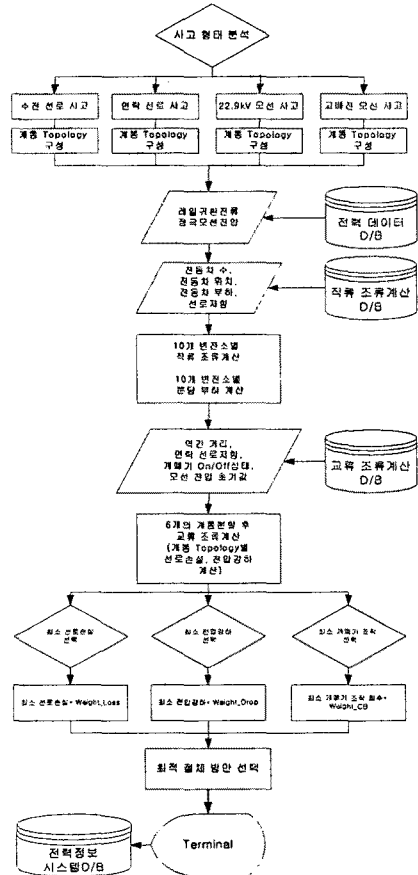 사고 형태 분석
수전 선로 사고
연락 선로 사고
22.9kV 모선 사고
고배전 모선 사고
계통 Topology
구성
계통 Topology
구성
계통 Topology
구성
계통 Topology
구성
레일귀환전류
정극모선전압
전력 데이터
D/B
전동차 수,
전동차 위치,
전동차 부하,
선로저항
직류 조류계산
D/B
10개 변전소별
직류 조류계산
10개 변전소별
분담 부하 계산
역간 거리,
연락 선로저항,
개폐기 On/Off상태,
모선 전압 초기값
교류 조류계산
D/B
6개의 계통분할 후
교류 조류계산
(계통 Topology별
선로손실, 전압강하
계산)
최소 선로손실
선택
최소 전압강하
선택
최소 개폐기 조작
선택
최소 선로손실* Weight_Loss
최소 전압강하* Weight_Drop
최소 개폐기 조작 횟수*
Weight_CB
최적 절체 방안 선택
Terminal
전력정보
시스템D/B